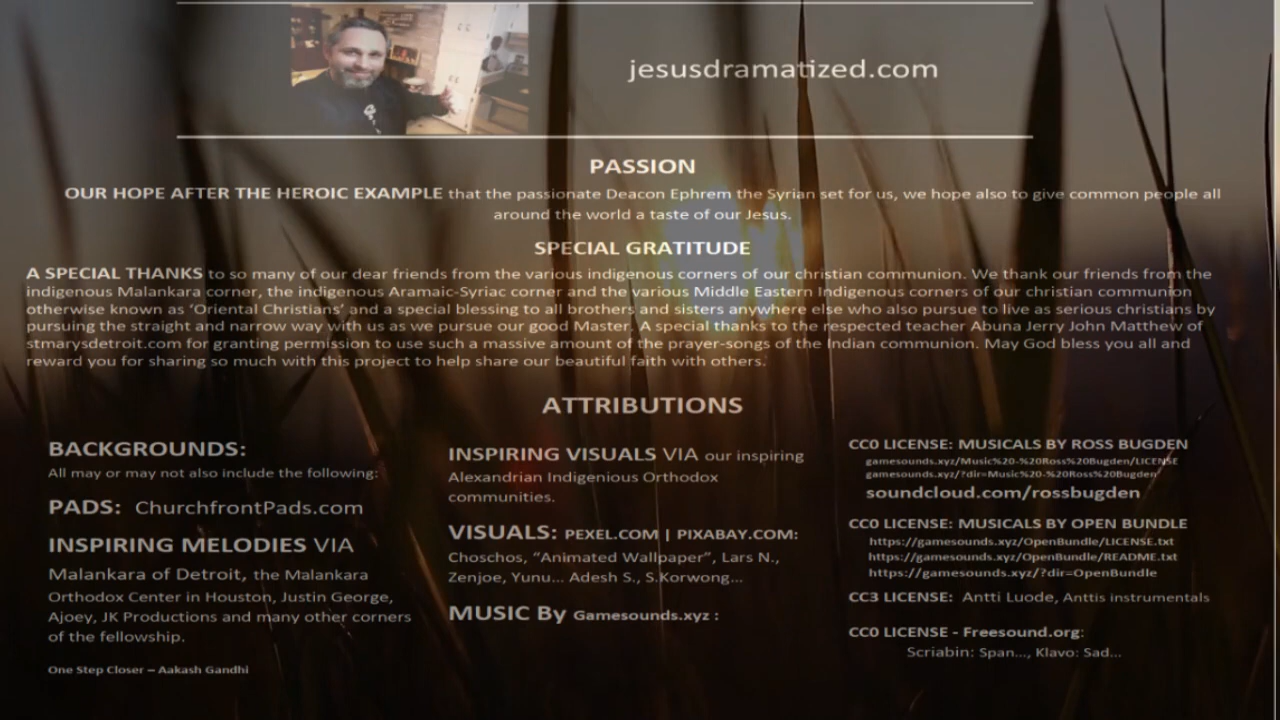 jesusdramatized.com
PASSION
OUR HOPE AFTER THE HEROIC EXAMPLE that the passionate Deacon Ephrem the Syrian set for us, we hope also to give common people all
around the world a taste of our Jesus.
SPECIAL GRATITUDE
A SPECIAL THANKS to so many of our dear friends from the various indigenous corners of our christian communion. We thank our friends from the
indigenous Malankara corner, the indigenous Aramaic-Syriac corner and the various Middle Eastern Indigenous corners of our christian communion
otherwise known as ‘Oriental Christians’ and a special blessing to all brothers and sisters anywhere else who also pursue to live as serious christians by
pursuing the straight and narrow way with us as we pursue our good Master. A special thanks to the respected teacher Abuna Jerry John Matthew of
stmarysdetroit.com for granting permission to use such a massive amount of the prayer-songs of the Indian communion. May God bless you all and
reward you for sharing so much with this project to help share our beautiful faith with others.
ATTRIBUTIONS
BACKGROUNDS:
All may or may not also include the following:
PADS: ChurchfrontPads.com
INSPIRING MELODIES VIA
Malankara of Detroit, the Malankara
Orthodox Center in Houston, Justin George,
Ajoey, JK Productions and many other corners
of the fellowship.
One Step Closer – Aakash Gandhi
INSPIRING VISUALS VIA our inspiring
Alexandrian Indigenious Orthodox
communities.
VISUALS: PEXEL.COM | PIXABAY.COM:
Choschos, “Animated Wallpaper”, Lars N.,
Zenjoe, Yunu... Adesh S., S.Korwong...
MUSIC By Gamesounds.xyz :
CC0 LICENSE: MUSICALS BY ROSS BUGDEN
gamesounds.xyz/Music%20-%20Ross%20Bugden/LICENSE
gamesounds.xyz/?dir=Music%20-%20Ross%20Bugden
soundcloud.com/rossbugden
CC0 LICENSE: MUSICALS BY OPEN BUNDLE
https://gamesounds.xyz/OpenBundle/LICENSE.txt
https://gamesounds.xyz/OpenBundle/README.txt
https://gamesounds.xyz/?dir=OpenBundle
CC3 LICENSE: Antti Luode, Anttis instrumentals
CC0 LICENSE - Freesound.org:
Scriabin: Span..., Klavo: Sad...